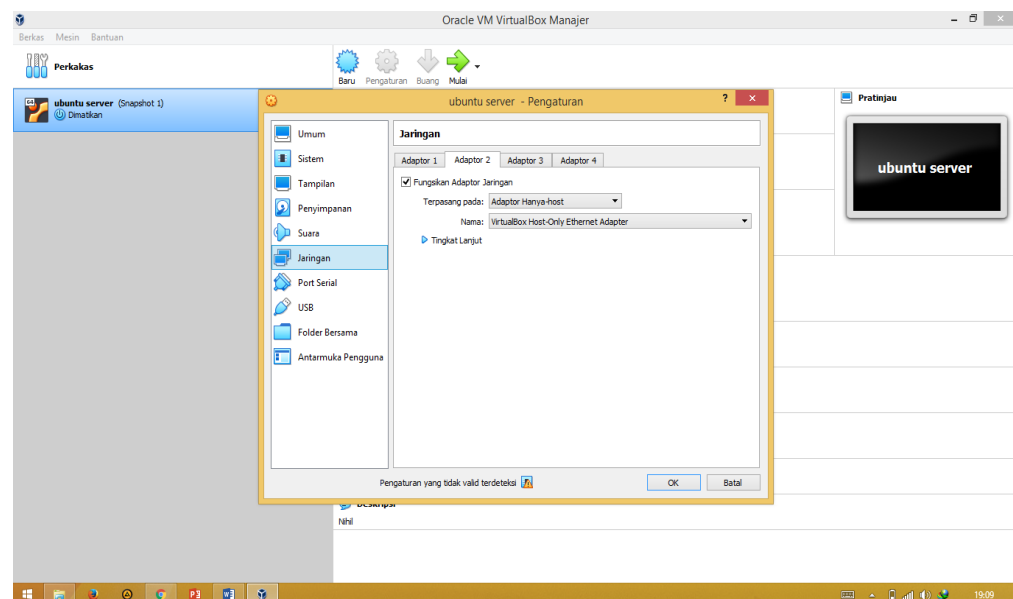 Oracle VM VirtualBox Manajer
Berkas Mesin Bantuan
Perkakas
Baru Pengaturan Buang Mulai
64
ubuntu server (Snapshot 1)
Dimatikan
ubuntu server - Pengaturan
?
Umum
Sistem
Tampilan
Penyimpanan
Suara
Jaringan
Port Serial
USB
Folder Bersama
Antarmuka Pengguna
Jaringan
Adaptor 1 Adaptor 2 Adaptor 3 Adaptor 4
Fungsikan Adaptor Jaringan
Terpasang pada: Adaptor Hanya-host
Nama: VirtualBox Host-Only Ethernet Adapter
Tingkat Lanjut
Pengaturan yang tidak valid terdeteksi
OK Batal
Pratinjau
ubuntu server
Deskripsi
Nihil
19:09